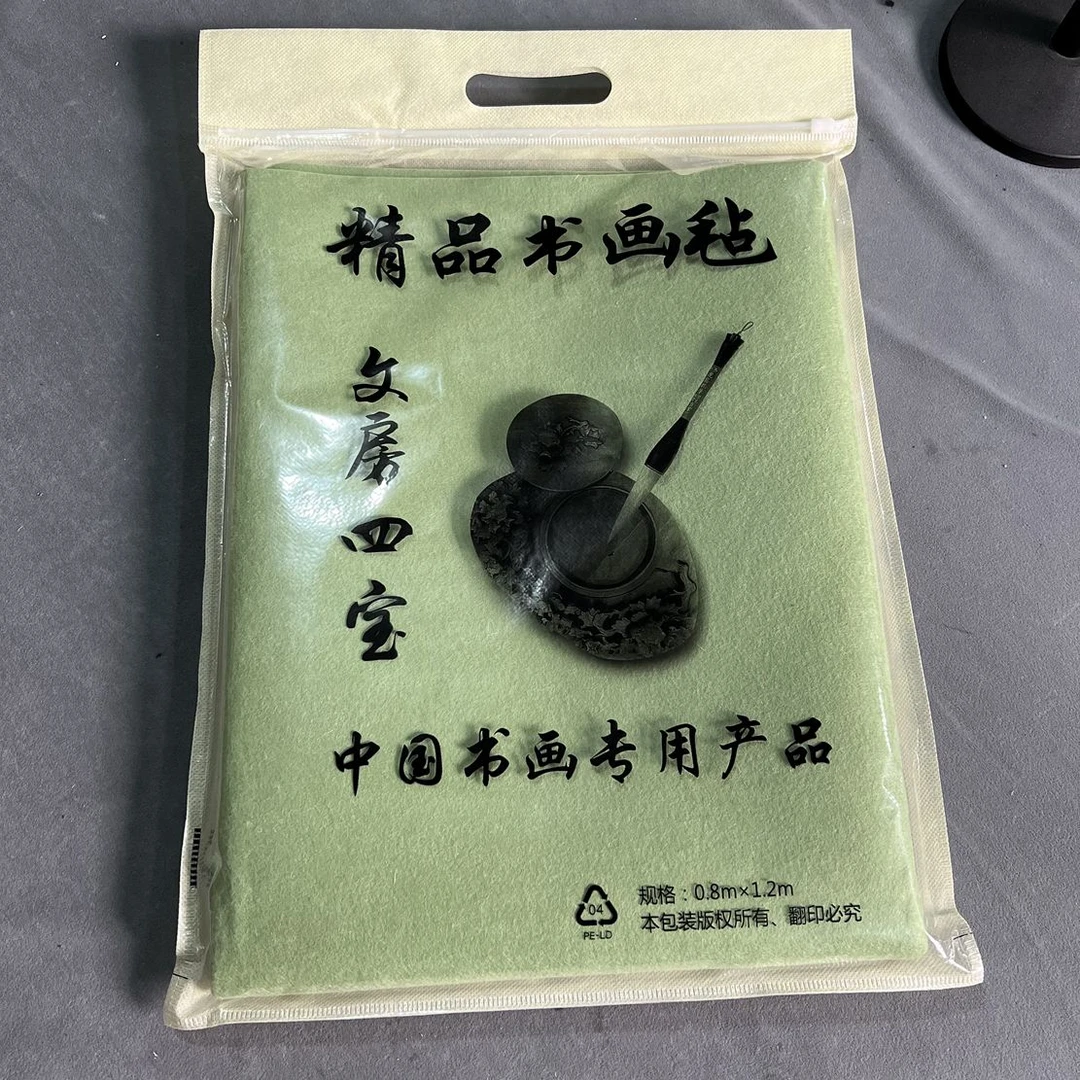 精品书画毡
文房四宝
中国书画专用产品
04
PE-LD
规格：0.8m×1.2m
本包装版权所有、翻印必究